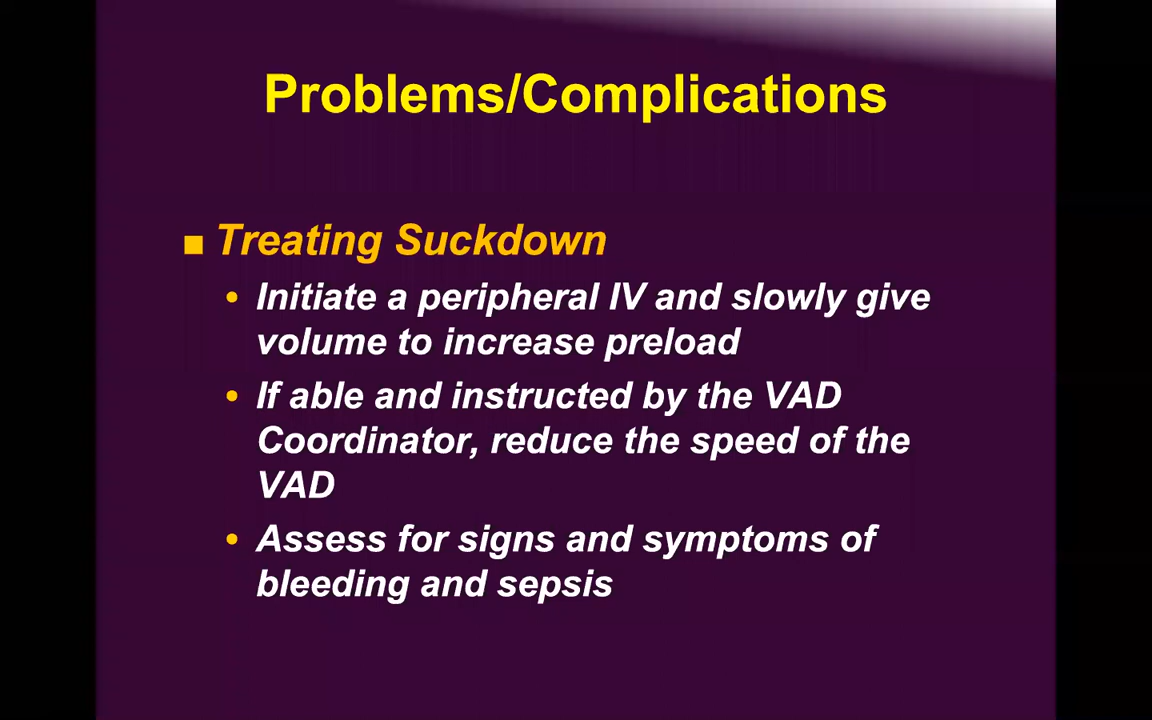 Problems/Complications
■ Treating Suckdown
• Initiate a peripheral IV and slowly give
volume to increase preload
• If able and instructed by the VAD
Coordinator, reduce the speed of the
VAD
• Assess for signs and symptoms of
bleeding and sepsis